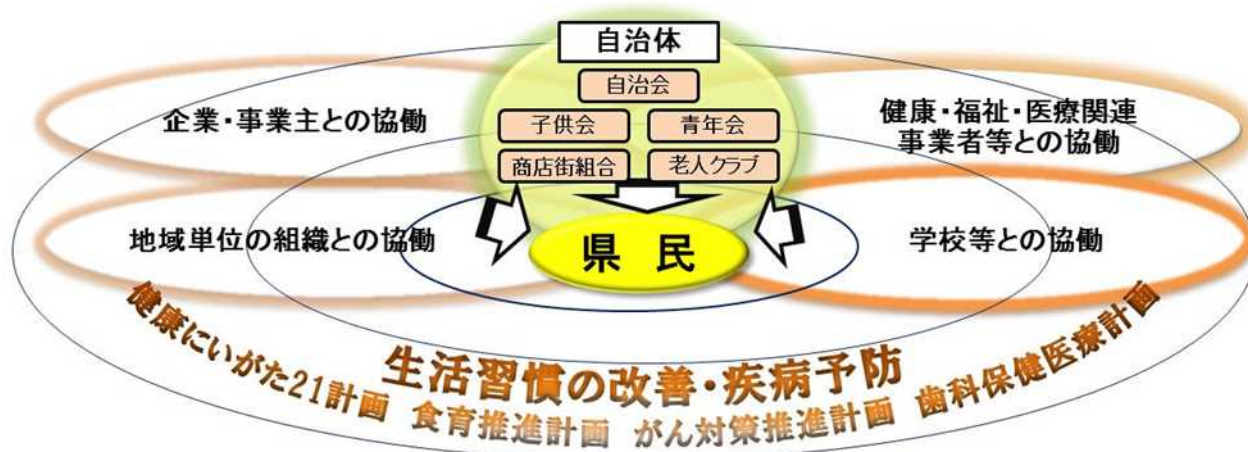 自治体
自治会
子供会
青年会
商店街組合
老人クラブ
企業・事業主との協働
健康・福祉・医療関連
事業者等との協働
地域単位の組織との協働
学校等との協働
県 民
生活習慣の改善・疾病予防
健康にいがた21計画
食育推進計画
がん対策推進計画
歯科保健医療計画